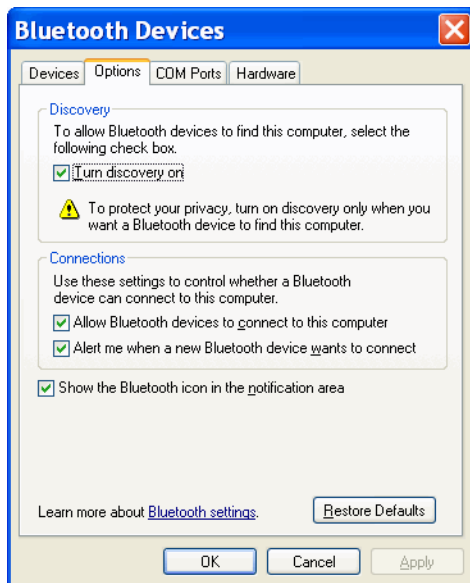 Bluetooth Devices
Devices Options COM Ports Hardware
Discovery
To allow Bluetooth devices to find this computer, select the
following check box.
Turn discovery on
To protect your privacy, turn on discovery only when you
want a Bluetooth device to find this computer.
Connections
Use these settings to control whether a Bluetooth
device can connect to this computer.
Allow Bluetooth devices to connect to this computer
Alert me when a new Bluetooth device wants to connect
Show the Bluetooth icon in the notification area
Learn more about Bluetooth settings. Restore Defaults
OK Cancel Apply